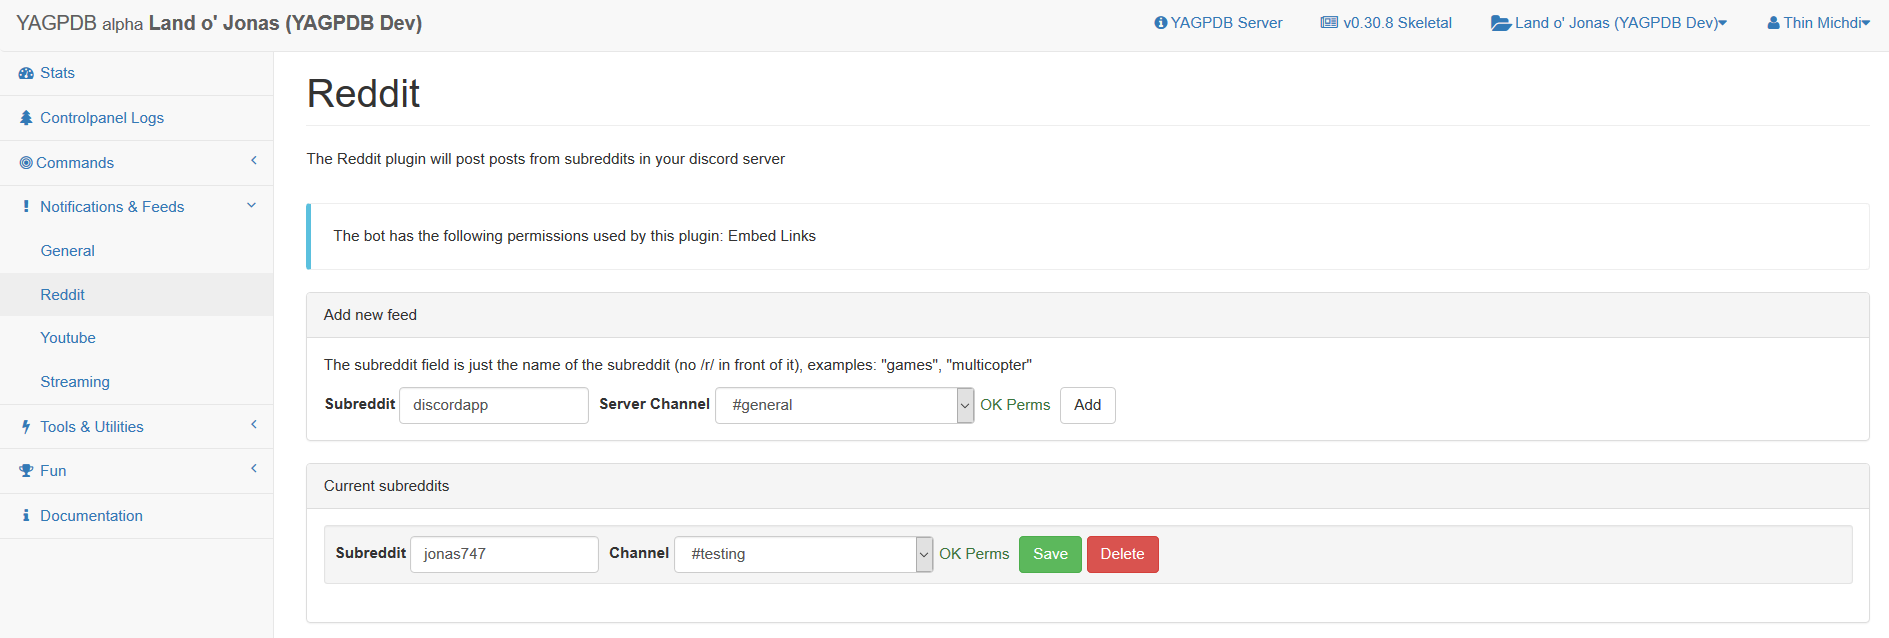 YAGPDB alpha Land o' Jonas (YAGPDB Dev)
YAGPDB Server
v0.30.8 Skeletal
Land o' Jonas (YAGPDB Dev)
Thin Michdi
Stats
Controlpanel Logs
Commands
Notifications & Feeds
General
Reddit
Youtube
Streaming
Tools & Utilities
Fun
Documentation
Reddit
The Reddit plugin will post posts from subreddits in your discord server
The bot has the following permissions used by this plugin: Embed Links
Add new feed
The subreddit field is just the name of the subreddit (no /r/ in front of it), examples: "games", "multicopter"
Subreddit discordapp Server Channel #general OK Perms Add
Current subreddits
Subreddit jonas747 Channel #testing OK Perms Save Delete